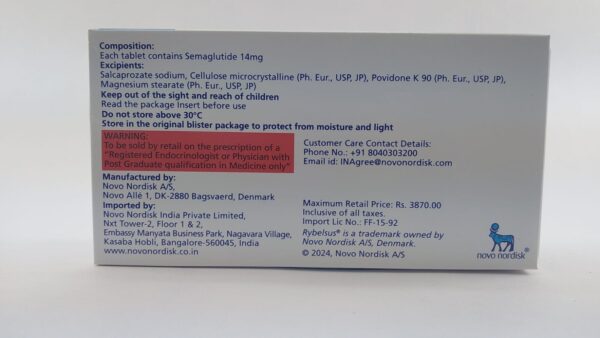 Composition:
Each tablet contains Semaglutide 14mg
Excipients:
Salcaprozate sodium, Cellulose microcrystalline (Ph. Eur., USP, JP), Povidone K 90 (Ph. Eur., USP, JP),
Magnesium stearate (Ph. Eur., USP, JP)
Keep out of the sight and reach of children
Read the package Insert before use
Do not store above 30°C
Store in the original blister package to protect from moisture and light
WARNING:
To be sold by retail on the prescription of a
"Registered Endocrinologist or Physician with
Post Graduate qualification in Medicine only"
Manufactured by:
Novo Nordisk A/S,
Novo Allé 1, DK-2880 Bagsvaerd, Denmark
Imported by:
Novo Nordisk India Private Limited,
Nxt Tower-2, Floor 1 & 2,
Embassy Manyata Business Park, Nagavara Village,
Kasaba Hobli, Bangalore-560045, India
www.novonordisk.co.in
Customer Care Contact Details:
Phone No.: +91 8040303200
Email id: INAgree@novonordisk.com
Maximum Retail Price: Rs. 3870.00
Inclusive of all taxes.
Import Lic No.: FF-15-92
Rybelsus® is a trademark owned by
Novo Nordisk A/S, Denmark.
© 2024, Novo Nordisk A/S
novo nordisk®